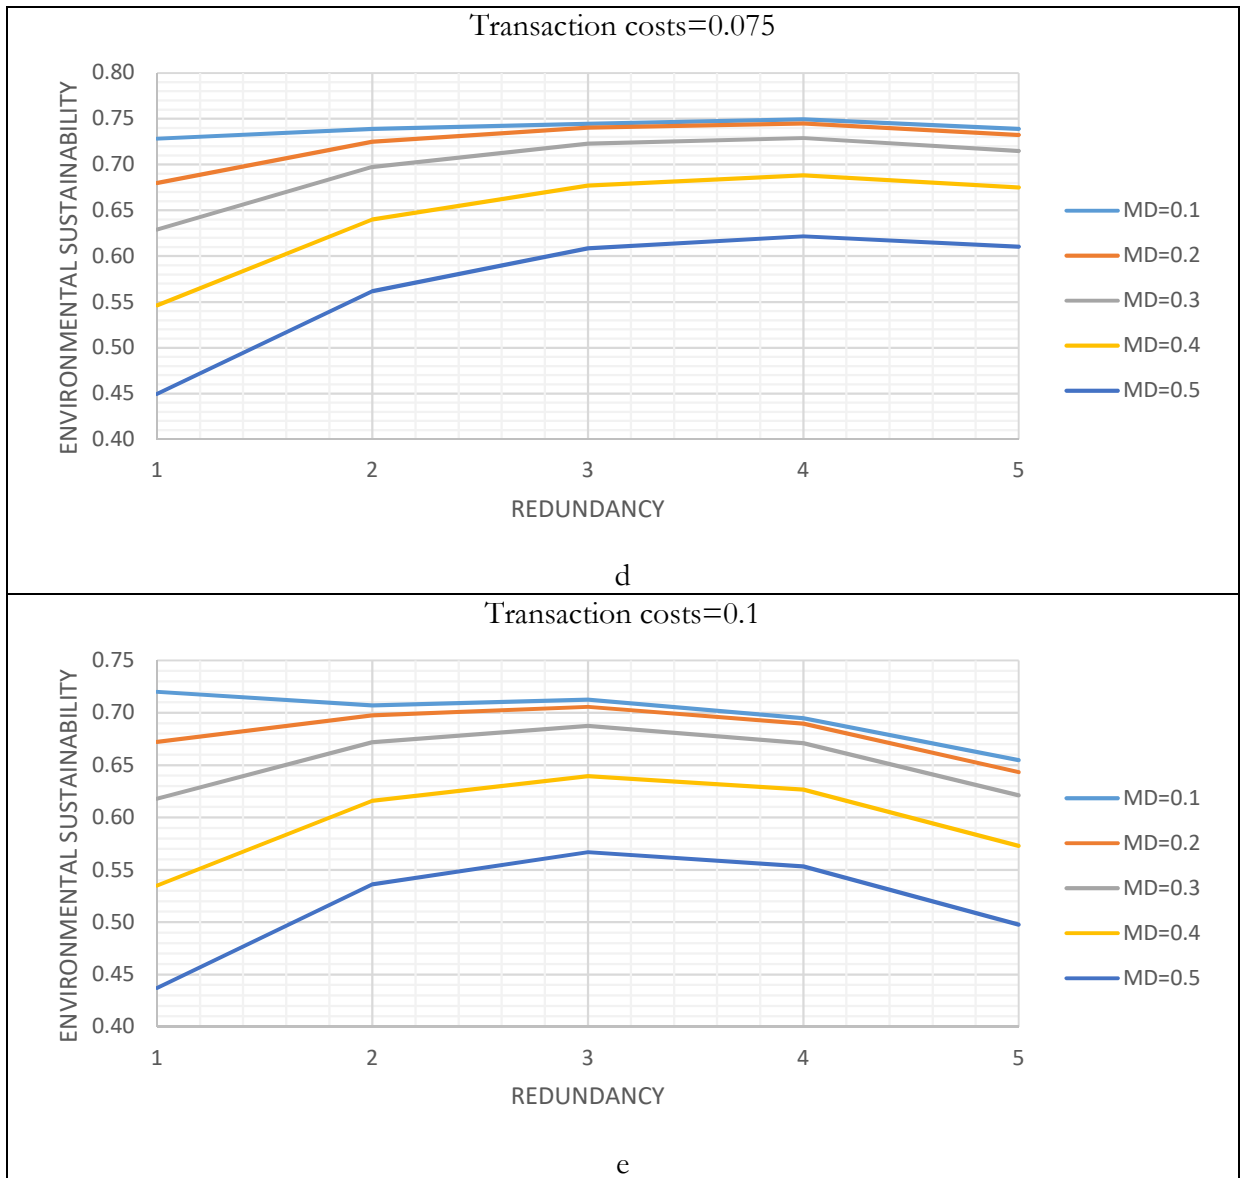 Transaction costs=0.075
ENVIRONMENTAL SUSTAINABILITY
0.80
0.75
0.70
0.65
0.60
0.55
0.50
0.45
0.40
1 2 3 4 5
REDUNDANCY
MD=0.1
MD=0.2
MD=0.3
MD=0.4
MD=0.5
d
Transaction costs=0.1
ENVIRONMENTAL SUSTAINABILITY
0.75
0.70
0.65
0.60
0.55
0.50
0.45
0.40
1 2 3 4 5
REDUNDANCY
MD=0.1
MD=0.2
MD=0.3
MD=0.4
MD=0.5
e